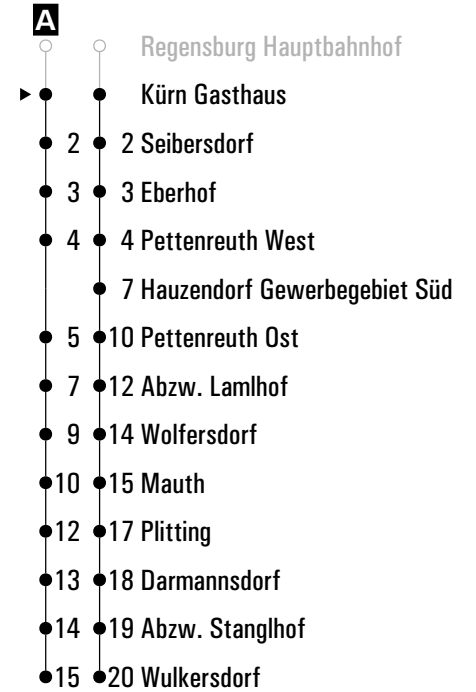 A
Regensburg Hauptbahnhof
Kürn Gasthaus
2 2 Seibersdorf
3 3 Eberhof
4 4 Pettenreuth West
7 Hauzendorf Gewerbegebiet Süd
5 10 Pettenreuth Ost
7 12 Abzw. Lamlhof
9 14 Wolfersdorf
10 15 Mauth
12 17 Plitting
13 18 Darmannsdorf
14 19 Abzw. Stanglhof
15 20 Wulkersdorf